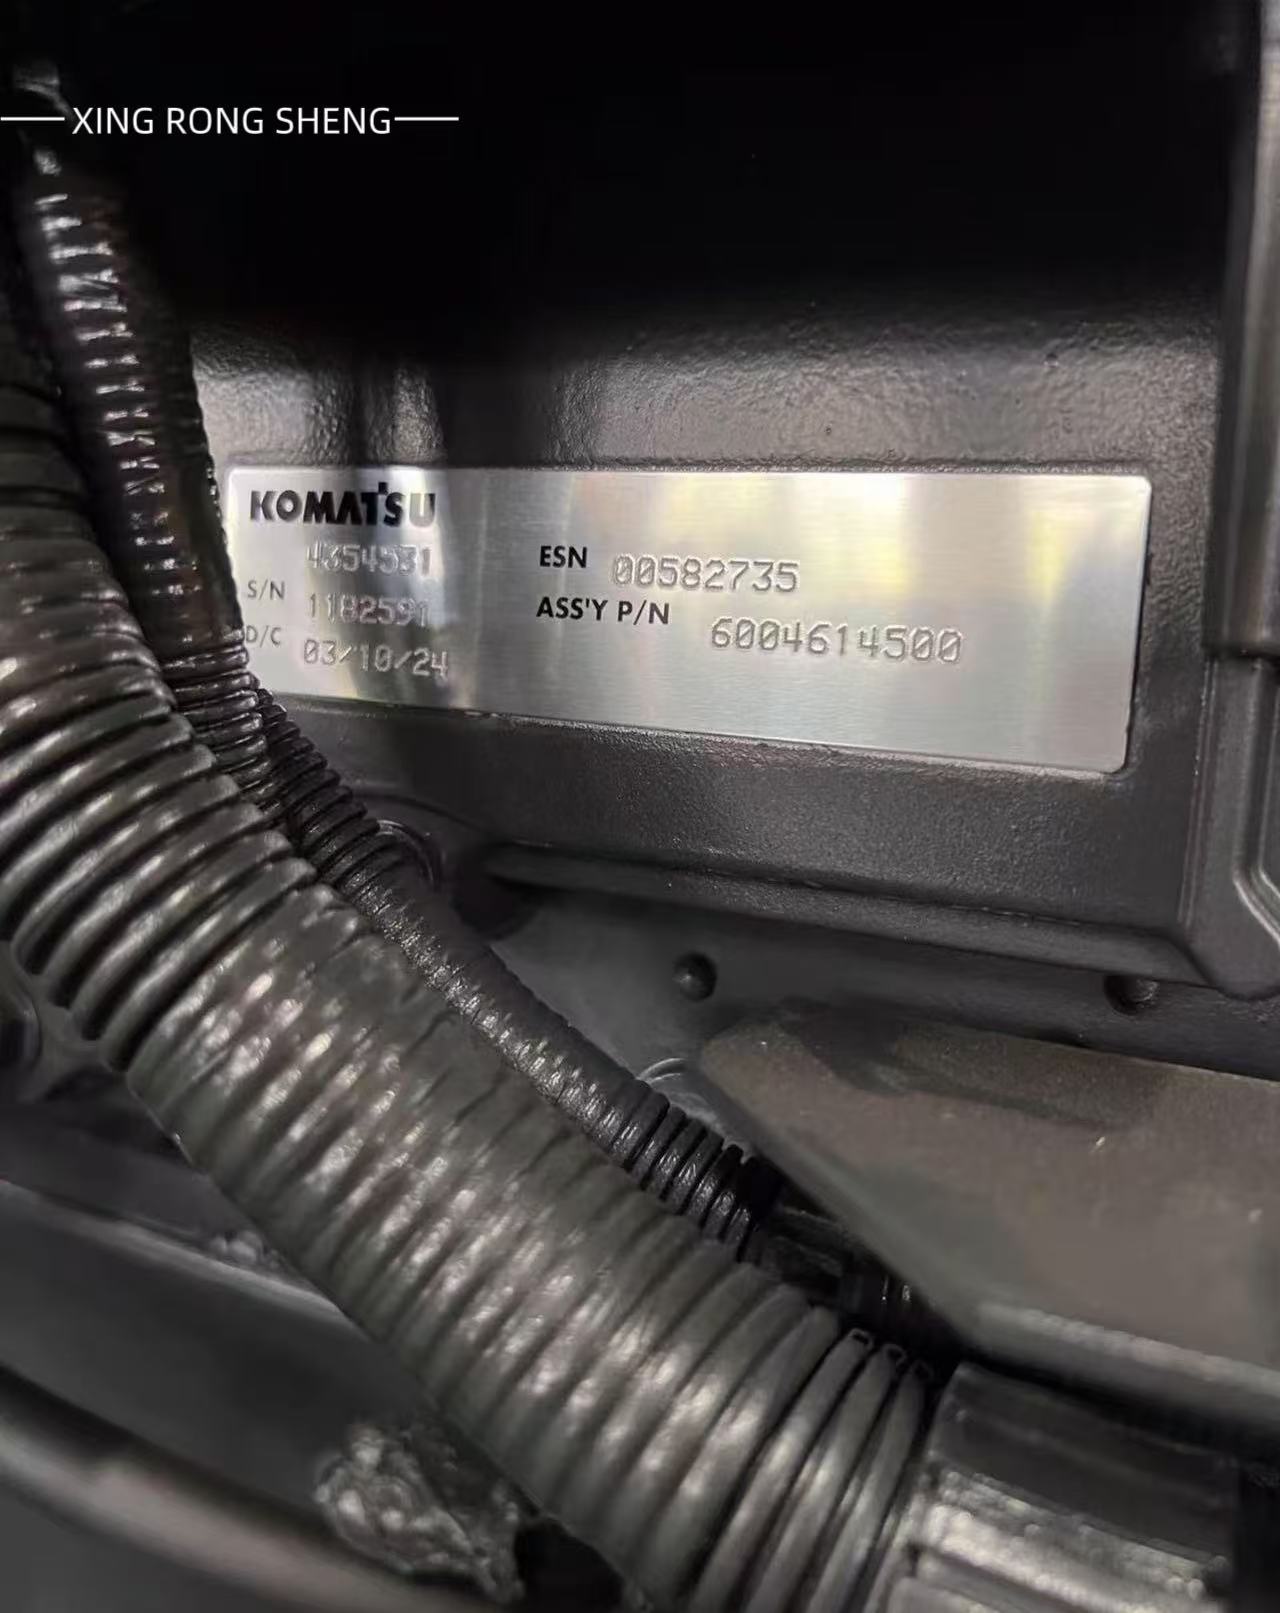 XING RONG SHENG
KOMATSU
4354531
S/N 1182591
D/C 03/10/24
ESN 00582735
ASS'Y P/N 6004614500